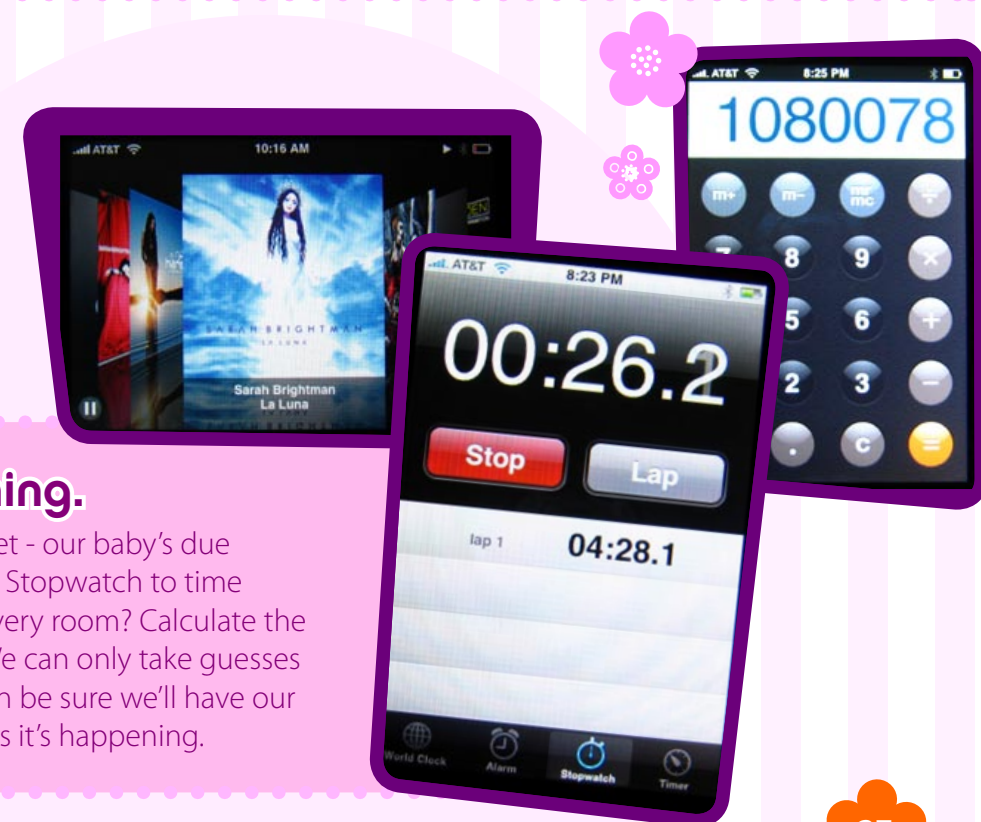 AT&T
10:16 AM
SARAH BRIGHTMAN
LA LUNA
Sarah Brightman
La Luna
AT&T
8:25 PM
1080078
m+
m-
mr
mc
÷
8
9
×
5
6
+
2
3
−
.
C
=
AT&T
8:23 PM
00:26.2
Stop
Lap
lap 1
04:28.1
World Clock
Alarm
Stopwatch
Timer
ing.
et - our baby's due
Stopwatch to time
very room? Calculate the
e can only take guesses
n be sure we'll have our
s it's happening.